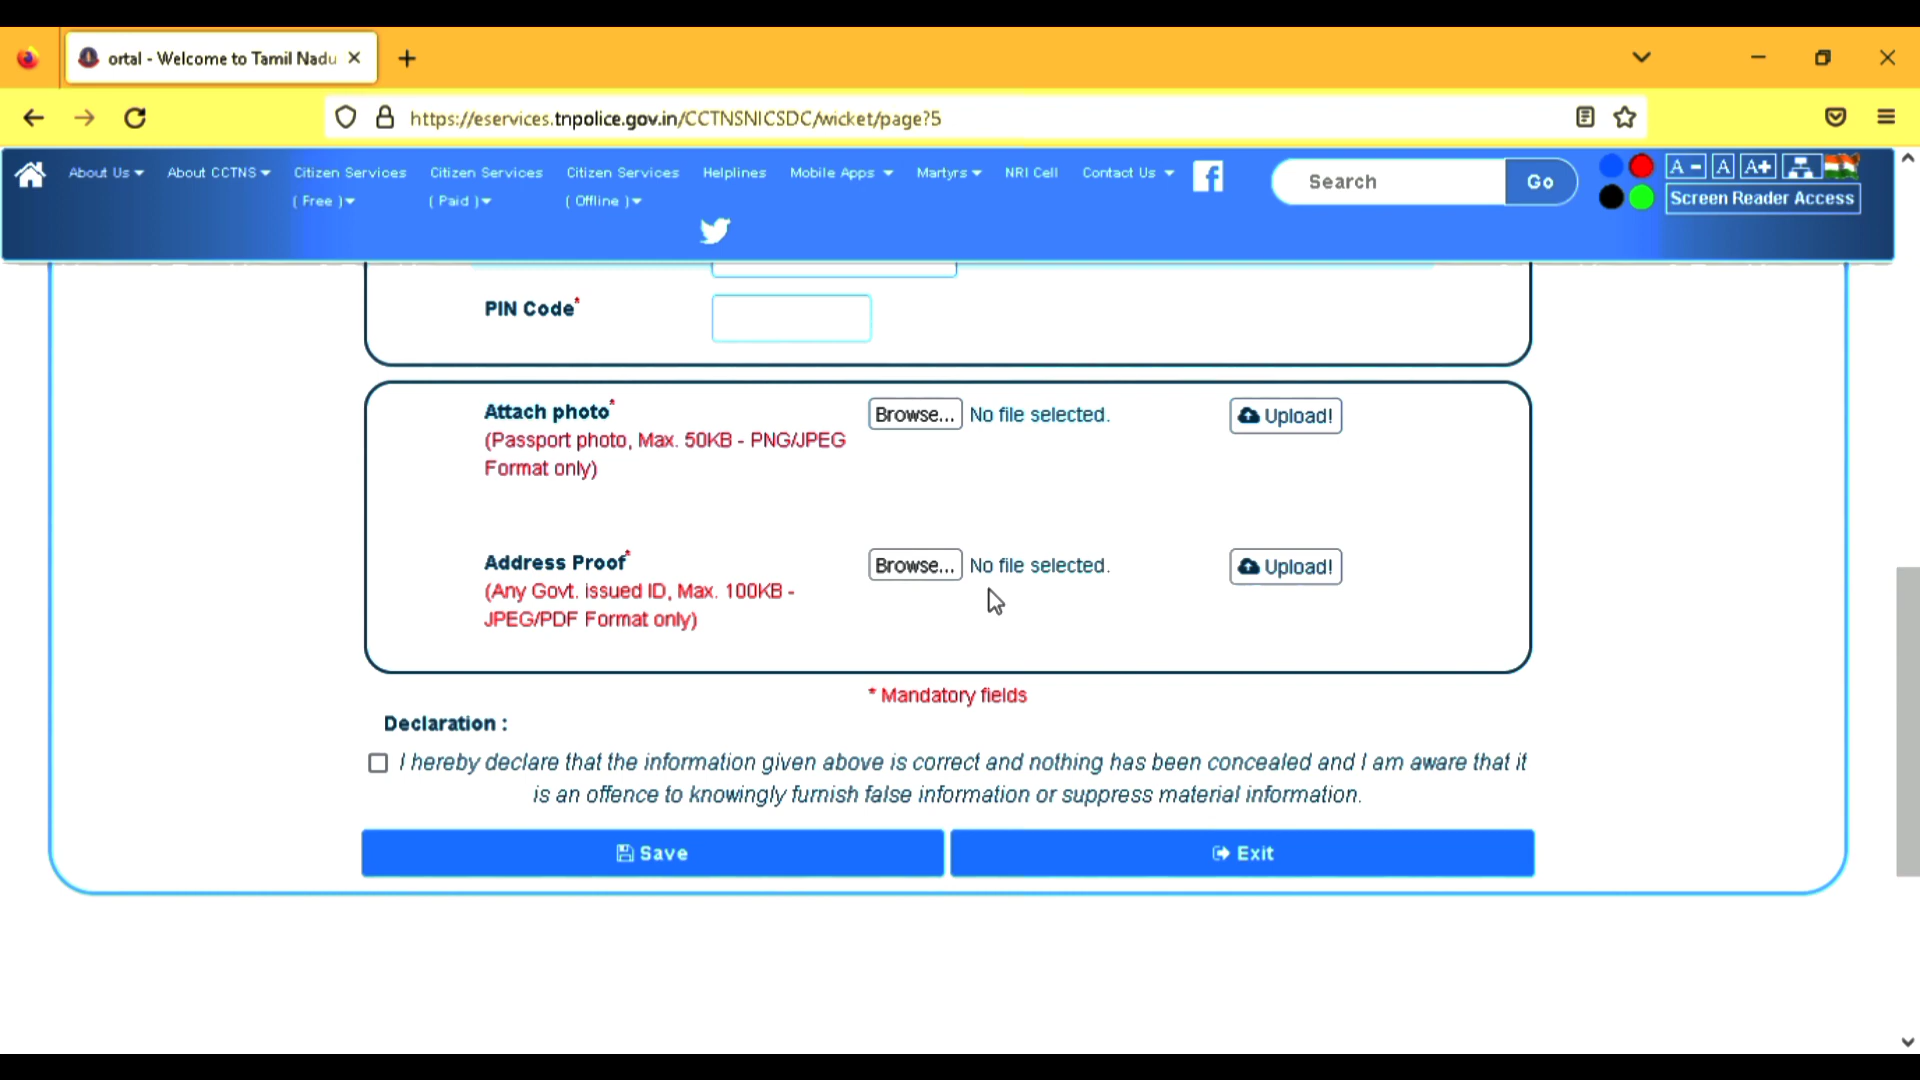 ortal - Welcome to Tamil Nadu
https://eservices.tnpolice.gov.in/CCTNSNICSDC/wicket/page?5
About Us About CCTNS Citizen Services Citizen Services Citizen Services Helplines Mobile Apps Martyrs NRI Cell Contact Us Search Go A - A A+
( Free ) ( Paid ) ( Offline ) Screen Reader Access
PIN Code*
Attach photo* Browse... No file selected. Upload!
(Passport photo, Max. 50KB - PNG/JPEG
Format only)
Address Proof* Browse... No file selected. Upload!
(Any Govt. issued ID, Max. 100KB -
JPEG/PDF Format only)
* Mandatory fields
Declaration :
I hereby declare that the information given above is correct and nothing has been concealed and I am aware that it
is an offence to knowingly furnish false information or suppress material information.
Save Exit